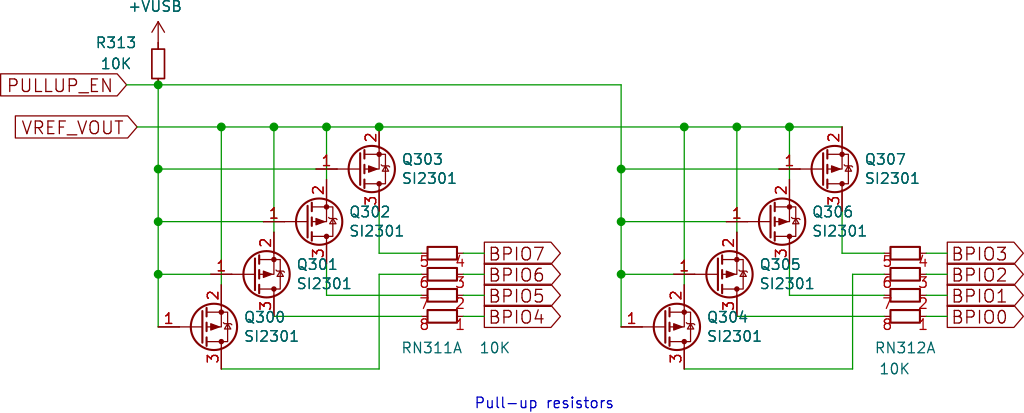 +VUSB
R313
10K
PULLUP_EN
VREF_VOUT
2
1
Q303
SI2301
3
2
1
Q302
SI2301
3
2
1
Q301
SI2301
3
2
1
Q300
SI2301
3
2
1
Q307
SI2301
3
2
1
Q306
SI2301
3
2
1
Q305
SI2301
3
2
1
Q304
SI2301
3
5 4 BPIO7
6 3 BPIO6
7 2 BPIO5
8 1 BPIO4
RN311A 10K
5 4 BPIO3
6 3 BPIO2
7 2 BPIO1
8 1 BPIO0
RN312A
10K
Pull-up resistors